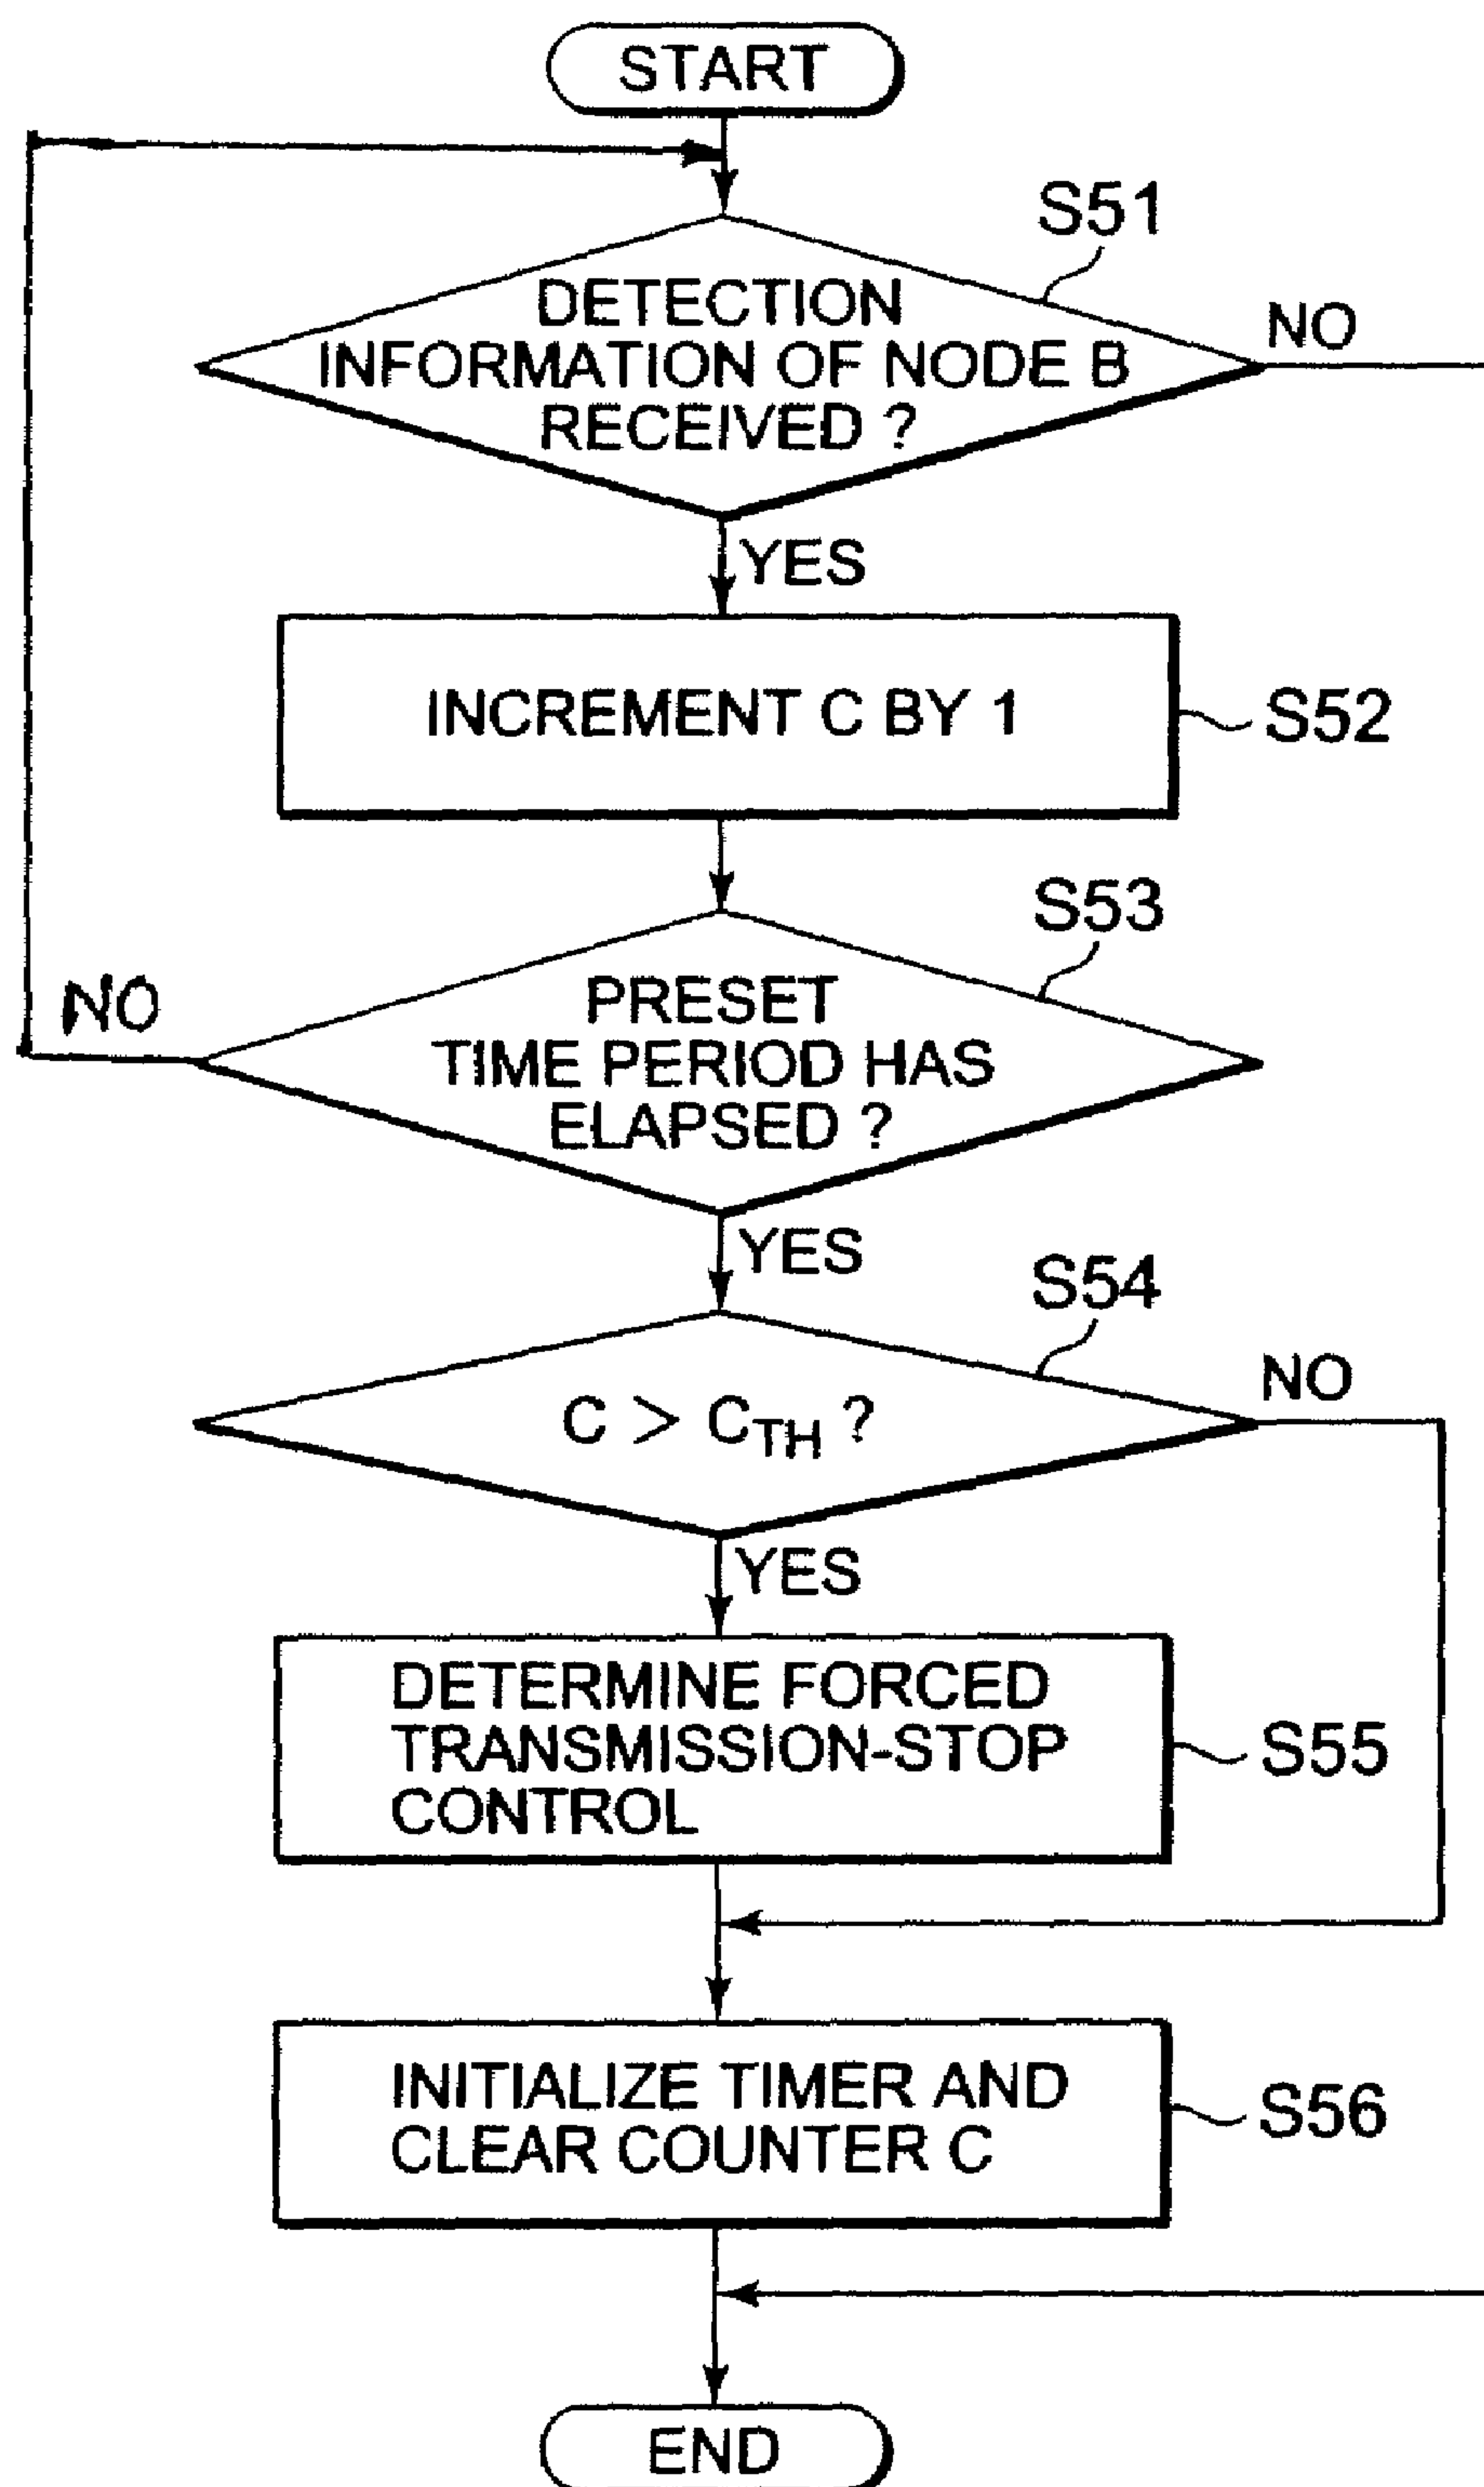 START
S51
DETECTION
INFORMATION OF NODE B
RECEIVED ?
NO
YES
INCREMENT C BY 1
S52
S53
PRESET
TIME PERIOD HAS
ELAPSED ?
NO
YES
S54
C > CTH ?
NO
YES
DETERMINE FORCED
TRANSMISSION-STOP
CONTROL
S55
INITIALIZE TIMER AND
CLEAR COUNTER C
S56
END